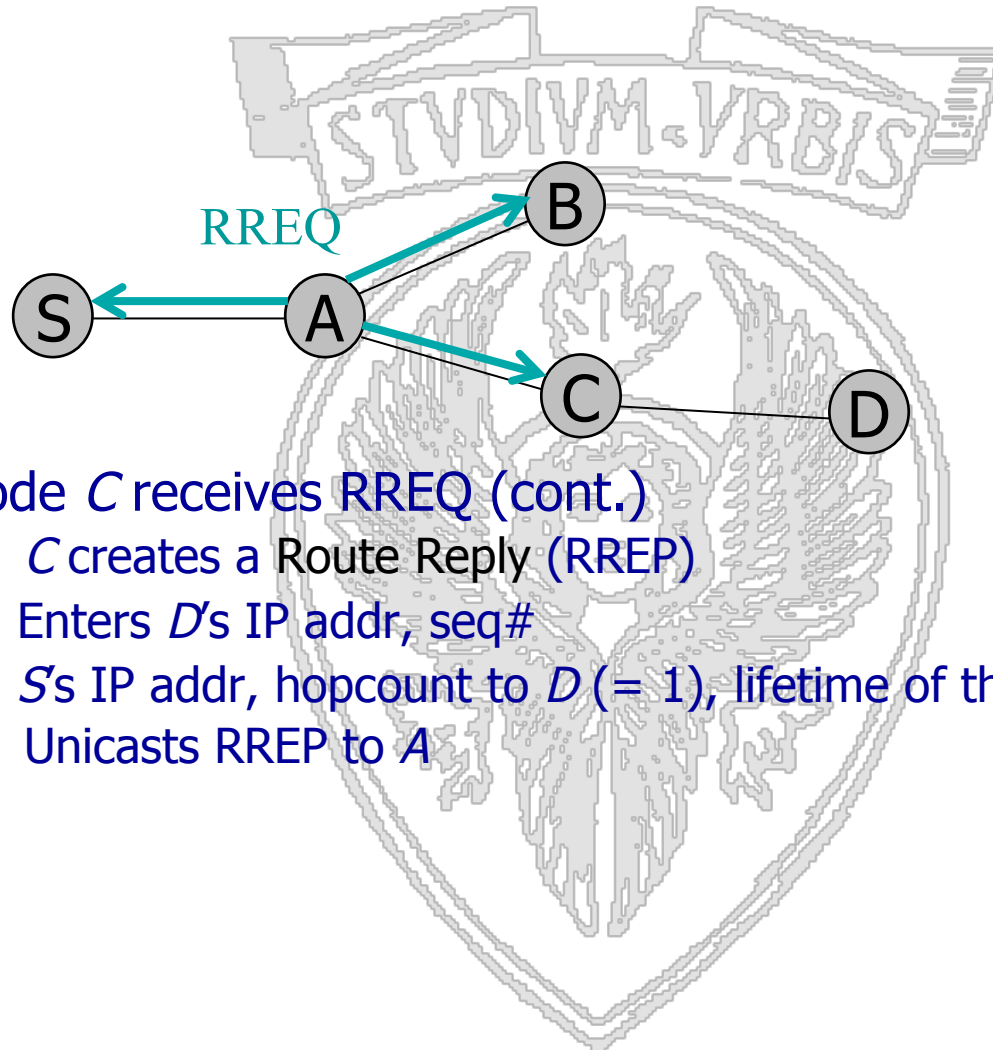 STVDIVM · VRBIS
RREQ
B
S
A
C
D
ode C receives RREQ (cont.)
C creates a Route Reply (RREP)
Enters D's IP addr, seq#
S's IP addr, hopcount to D (= 1), lifetime of th
Unicasts RREP to A